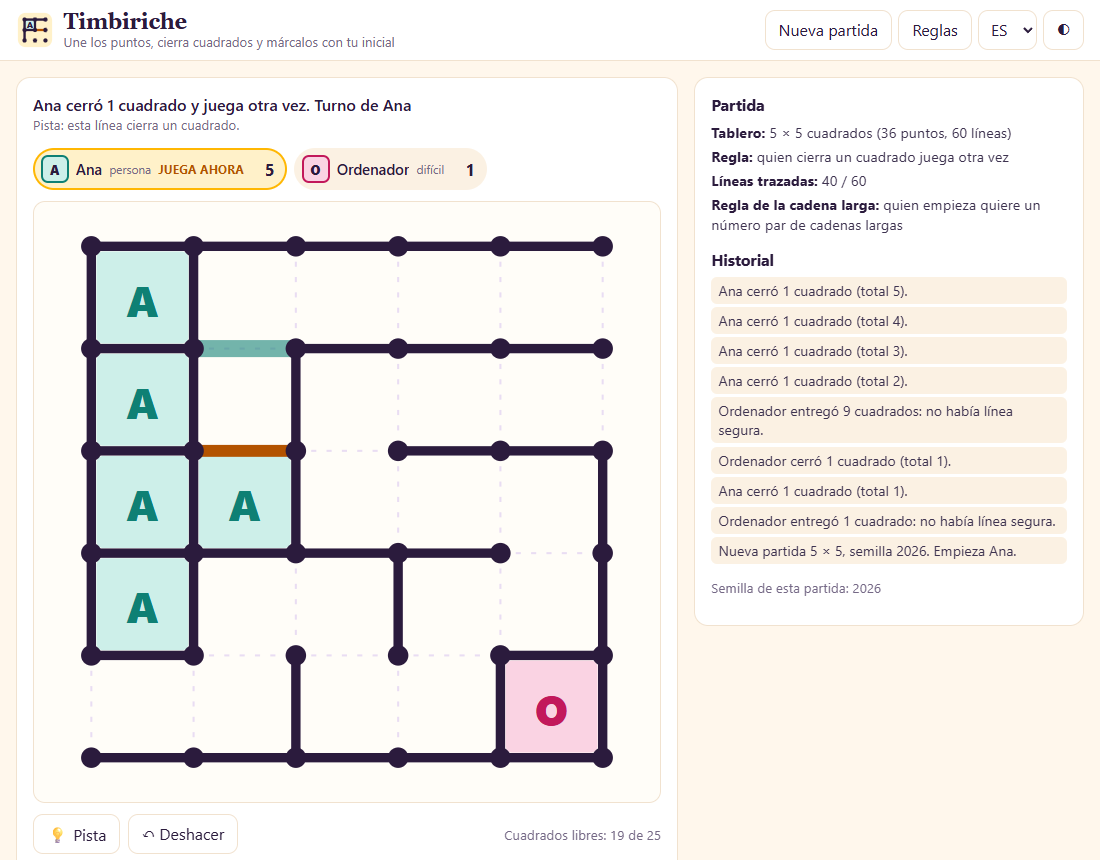 Timbiriche
Une los puntos, cierra cuadrados y márcalos con tu inicial
Nueva partida
Reglas
ES
Ana cerró 1 cuadrado y juega otra vez. Turno de Ana
Pista: esta línea cierra un cuadrado.
A Ana persona JUEGA AHORA 5
O Ordenador difícil 1
A
A
A A
A
O
Pista
Deshacer
Cuadrados libres: 19 de 25
Partida
Tablero: 5 × 5 cuadrados (36 puntos, 60 líneas)
Regla: quien cierra un cuadrado juega otra vez
Líneas trazadas: 40 / 60
Regla de la cadena larga: quien empieza quiere un
número par de cadenas largas
Historial
Ana cerró 1 cuadrado (total 5).
Ana cerró 1 cuadrado (total 4).
Ana cerró 1 cuadrado (total 3).
Ana cerró 1 cuadrado (total 2).
Ordenador entregó 9 cuadrados: no había línea
segura.
Ordenador cerró 1 cuadrado (total 1).
Ana cerró 1 cuadrado (total 1).
Ordenador entregó 1 cuadrado: no había línea segura.
Nueva partida 5 × 5, semilla 2026. Empieza Ana.
Semilla de esta partida: 2026